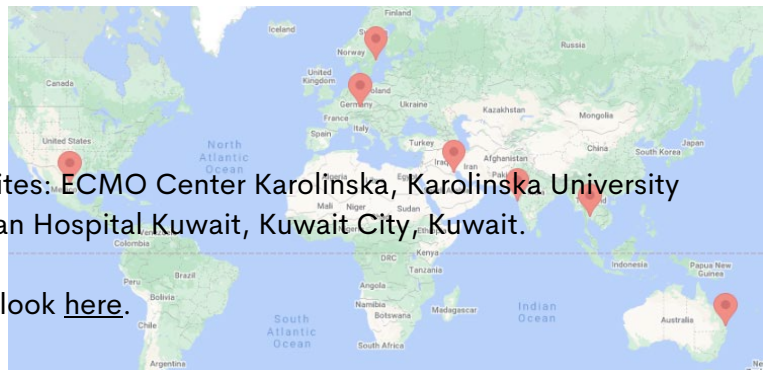 Finland
Iceland
Norway
Russia
Canada
United Kingdom
Poland
Germany
Ukraine
Kazakhstan
Mongolia
France
Italy
Spain
Turkey
Afghanistan
China
Japan
South Korea
United States
North Atlantic Ocean
Iraq
Iran
ites: ECMO Center Karolinska, Karolinska University
Mali
Niger
Sudan
an Hospital Kuwait, Kuwait City, Kuwait.
Venezuela
Colombia
Kenya
DRC
Tanzania
Indonesia
Papua New Guinea
Peru
Brazil
look here.
Angola
Bolivia
Namibia
Botswana
Madagascar
Indian Ocean
Australia
Chile
South Atlantic Ocean
South Africa
Argentina